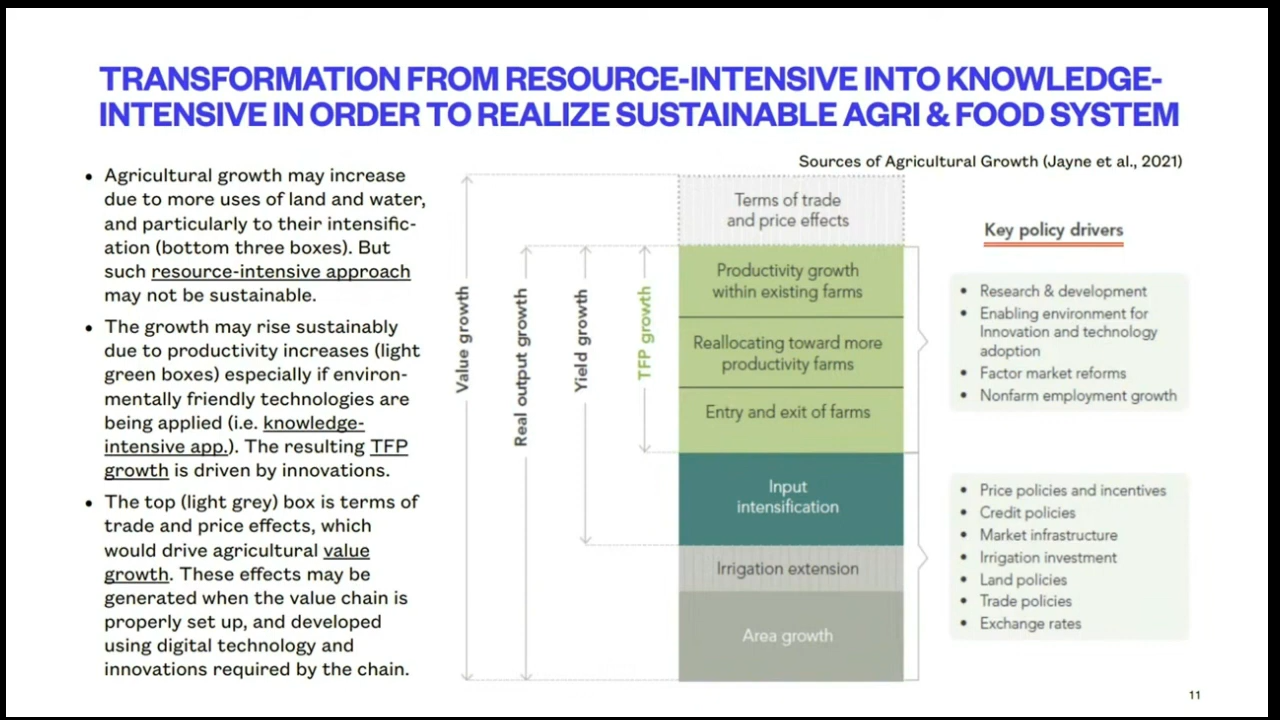 TRANSFORMATION FROM RESOURCE-INTENSIVE INTO KNOWLEDGE-
INTENSIVE IN ORDER TO REALIZE SUSTAINABLE AGRI & FOOD SYSTEM
• Agricultural growth may increase
due to more uses of land and water,
and particularly to their intensific-
ation (bottom three boxes). But
such resource-intensive approach
may not be sustainable.
• The growth may rise sustainably
due to productivity increases (light
green boxes) especially if environ-
mentally friendly technologies are
being applied (i.e. knowledge-
intensive app.). The resulting TFP
growth is driven by innovations.
• The top (light grey) box is terms of
trade and price effects, which
would drive agricultural value
growth. These effects may be
generated when the value chain is
properly set up, and developed
using digital technology and
innovations required by the chain.
Sources of Agricultural Growth (Jayne et al., 2021)
Value growth
Real output growth
Yield growth
TFP growth
Terms of trade
and price effects
Productivity growth
within existing farms
Reallocating toward more
productivity farms
Entry and exit of farms
Input
intensification
Irrigation extension
Area growth
Key policy drivers
• Research & development
• Enabling environment for
Innovation and technology
adoption
• Factor market reforms
• Nonfarm employment growth
• Price policies and incentives
• Credit policies
• Market infrastructure
• Irrigation investment
• Land policies
• Trade policies
• Exchange rates
11